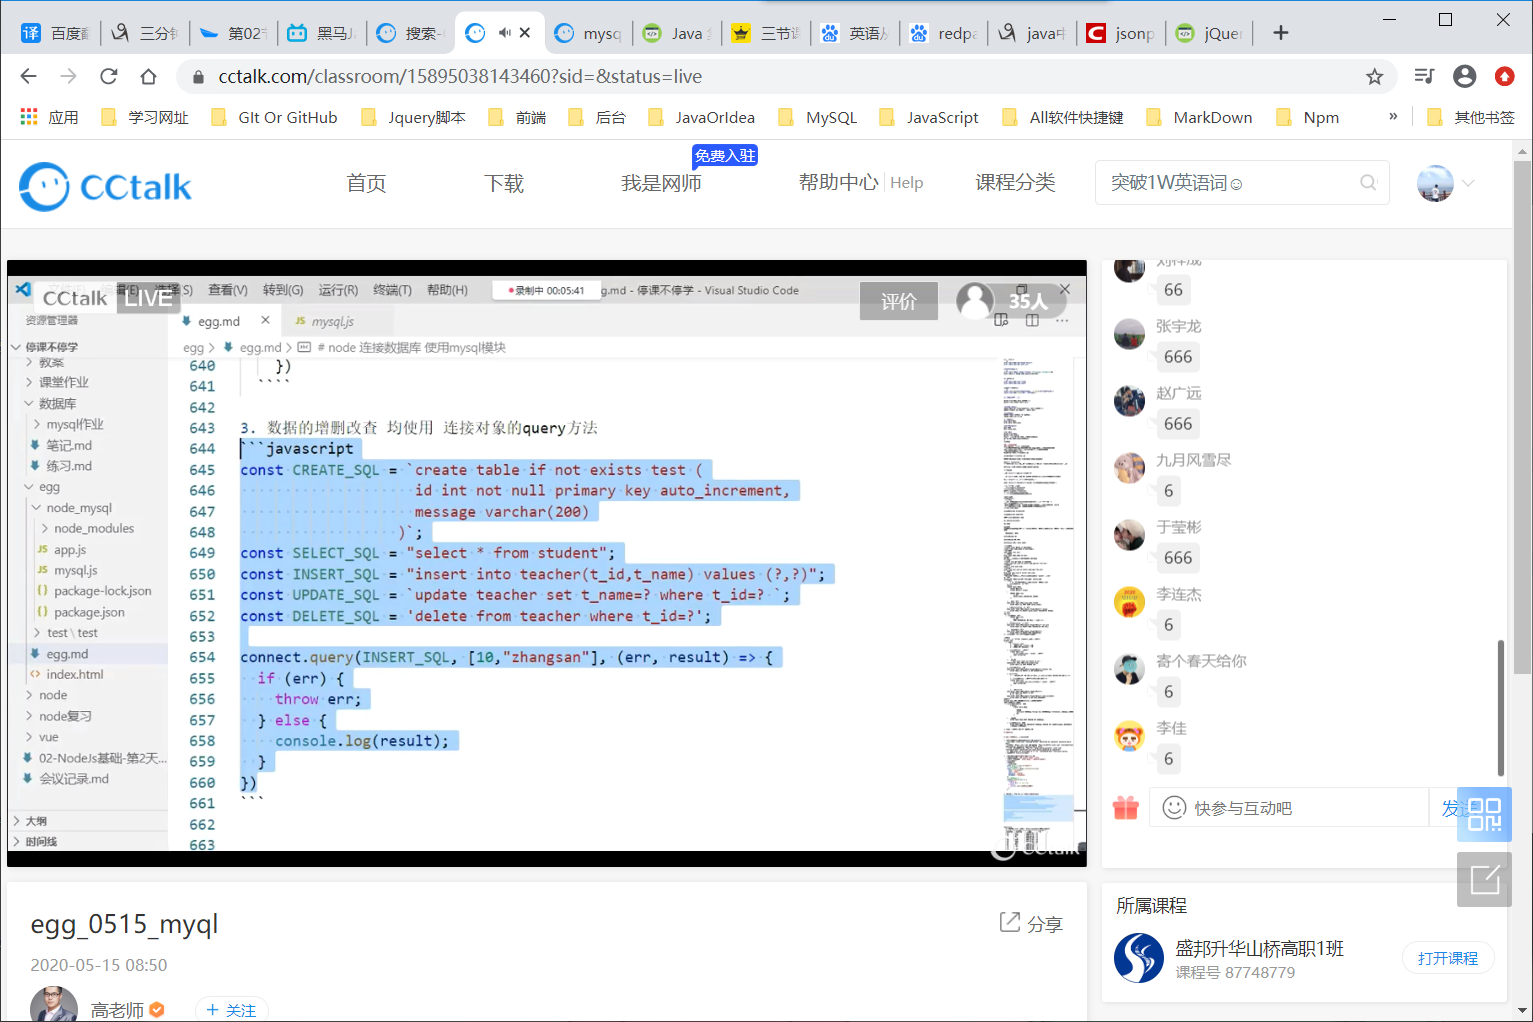 百度翻
三分钟
第02节
黑马J
搜索-
mysq
Java
三节课
英语从
redpa
java中
jsonp
jQuer
cctalk.com/classroom/15895038143460?sid=&status=live
应用
学习网址
GIt Or GitHub
Jquery脚本
前端
后台
JavaOrIdea
MySQL
JavaScript
All软件快捷键
MarkDown
Npm
»
其他书签
CCtalk
首页
下载
我是网师
免费入驻
帮助中心
Help
课程分类
突破1W英语词☺
CCtalk LIVE
选择(S)
查看(V)
转到(G)
运行(R)
终端(T)
帮助(H)
录制中 00:05:41
g.md - 停课不停学 - Visual Studio Code
评价
35人
资源管理器
egg.md
JS mysql.js
egg > egg.md > # node 连接数据库 使用mysql模块
停课不停学
教案
课堂作业
数据库
mysql作业
笔记.md
练习.md
egg
node_mysql
node_modules
JS app.js
JS mysql.js
package-lock.json
package.json
test \ test
egg.md
index.html
node
node复习
vue
02-NodeJs基础-第2天...
会议记录.md
大纲
时间线
640 })
641 ````
642
643 3. 数据的增删改查 均使用 连接对象的query方法
644 ```javascript
645 const CREATE_SQL = `create table if not exists test (
646 id int not null primary key auto_increment,
647 message varchar(200)
648 )`;
649 const SELECT_SQL = "select * from student";
650 const INSERT_SQL = "insert into teacher(t_id,t_name) values (?,?)";
651 const UPDATE_SQL = `update teacher set t_name=? where t_id=? `;
652 const DELETE_SQL = 'delete from teacher where t_id=?';
653
654 connect.query(INSERT_SQL, [10,"zhangsan"], (err, result) => {
655 if (err) {
656 throw err;
657 } else {
658 console.log(result);
659 }
660 })
661 ```
662
663
CCtalk
66
张宇龙
666
赵广远
666
九月风雪尽
6
于莹彬
666
李连杰
6
寄个春天给你
6
李佳
6
快参与互动吧
发送
egg_0515_myql
分享
2020-05-15 08:50
高老师
+ 关注
所属课程
盛邦升华山桥高职1班
课程号 87748779
打开课程